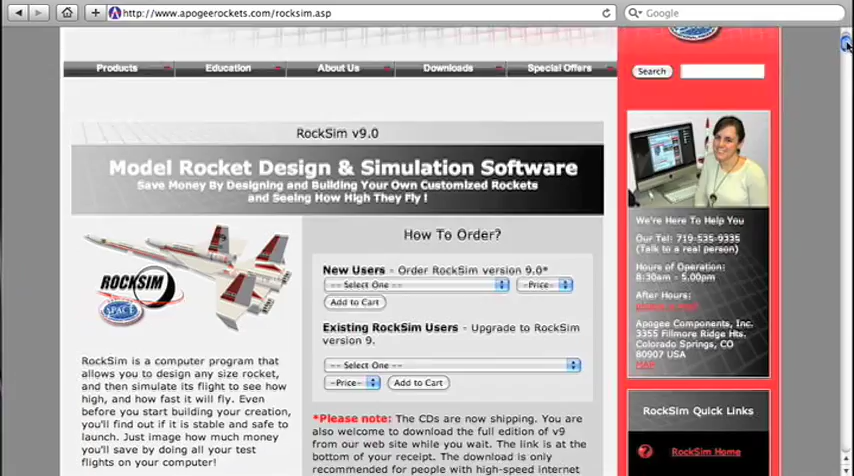 http://www.apogeerockets.com/rocksim.asp
Google
Products
Education
About Us
Downloads
Special Offers
Search
RockSim v9.0
Model Rocket Design & Simulation Software
Save Money By Designing and Building Your Own Customized Rockets
and Seeing How High They Fly !
ROCKSIM
SPACE
RockSim is a computer program that
allows you to design any size rocket,
and then simulate its flight to see how
high, and how fast it will fly. Even
before you start building your creation,
you'll find out if it is stable and safe to
launch. Just image how much money
you'll save by doing all your test
flights on your computer!
How To Order?
New Users - Order RockSim version 9.0*
-- Select One --
-Price-
Add to Cart
Existing RockSim Users - Upgrade to RockSim
version 9.
-- Select One --
-Price-
Add to Cart
*Please note: The CDs are now shipping. You are
also welcome to download the full edition of v9
from our web site while you wait. The link is at the
bottom of your receipt. The download is only
recommended for people with high-speed internet
We're Here To Help You
Our Tel: 719-535-9335
(Talk to a real person)
Hours of Operation:
8:30am - 5.00pm
After Hours:
Apogee Components, Inc.
3355 Fillmore Ridge Hts.
Colorado Springs, CO
80907 USA
MAP
RockSim Quick Links
RockSim Home